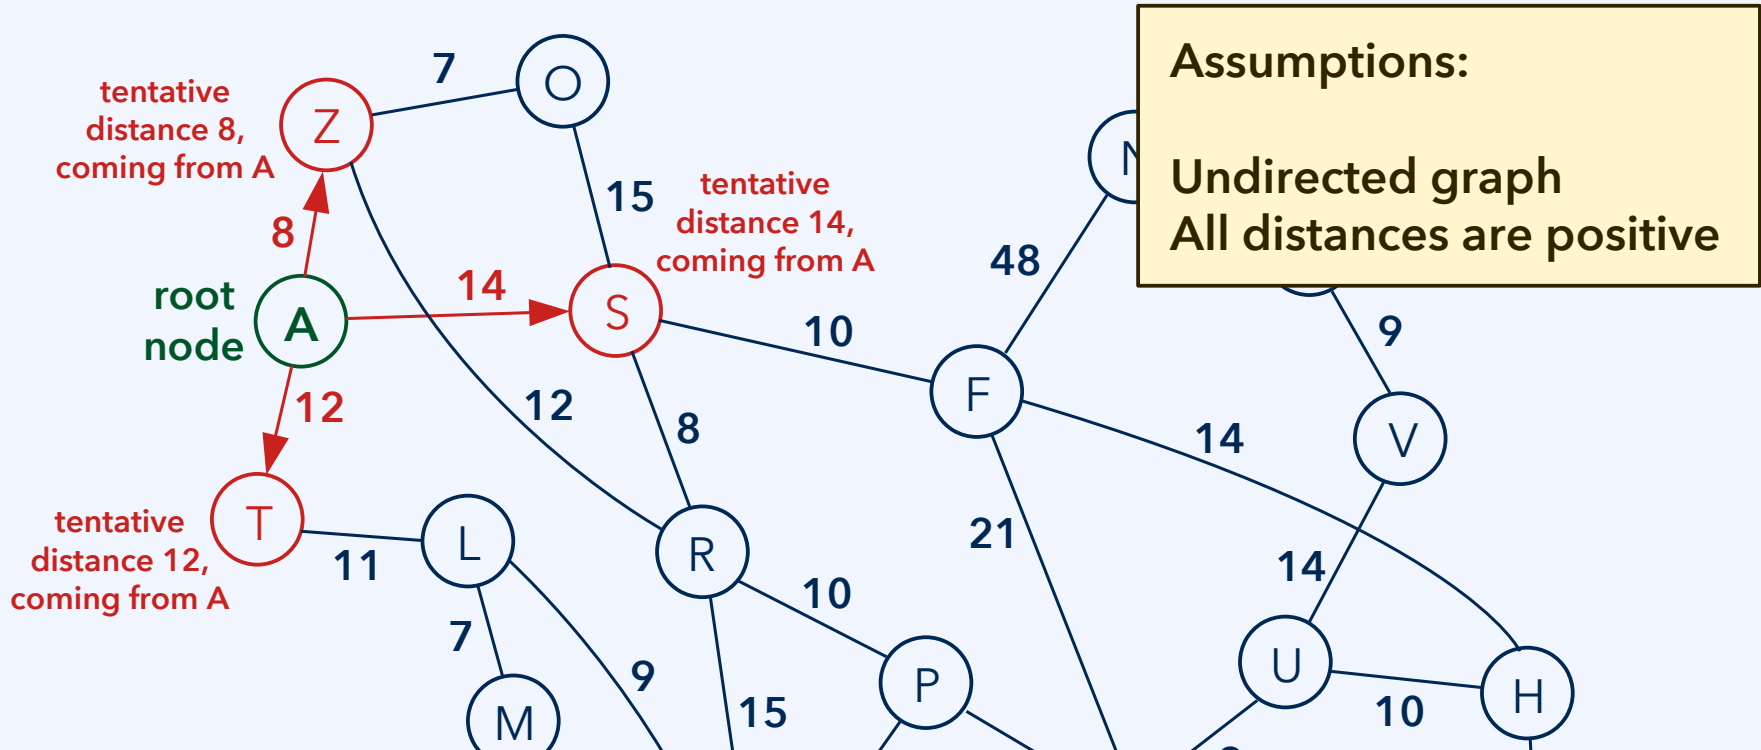 Assumptions:
Undirected graph
All distances are positive
7
O
tentative
distance 8,
coming from A
Z
15
tentative
distance 14,
coming from A
8
48
root
node
A
14
S
10
9
12
12
8
F
14
V
T
tentative
distance 12,
coming from A
11
L
R
21
14
10
7
9
P
U
H
M
15
10